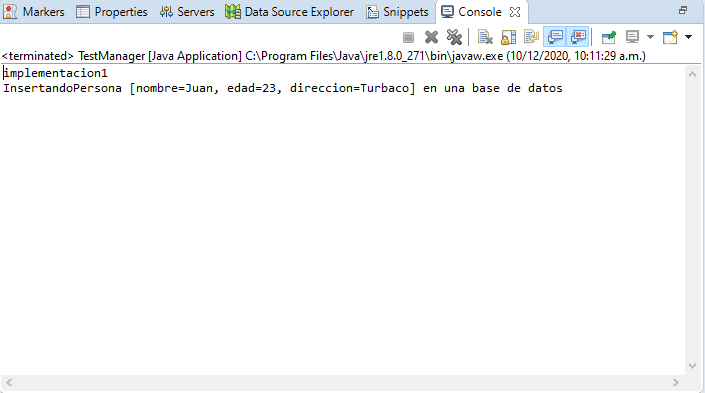 Markers Properties Servers Data Source Explorer Snippets Console
<terminated> TestManager [Java Application] C:\Program Files\Java\jre1.8.0_271\bin\javaw.exe (10/12/2020, 10:11:29 a.m.)
implementacion1
InsertandoPersona [nombre=Juan, edad=23, direccion=Turbaco] en una base de datos